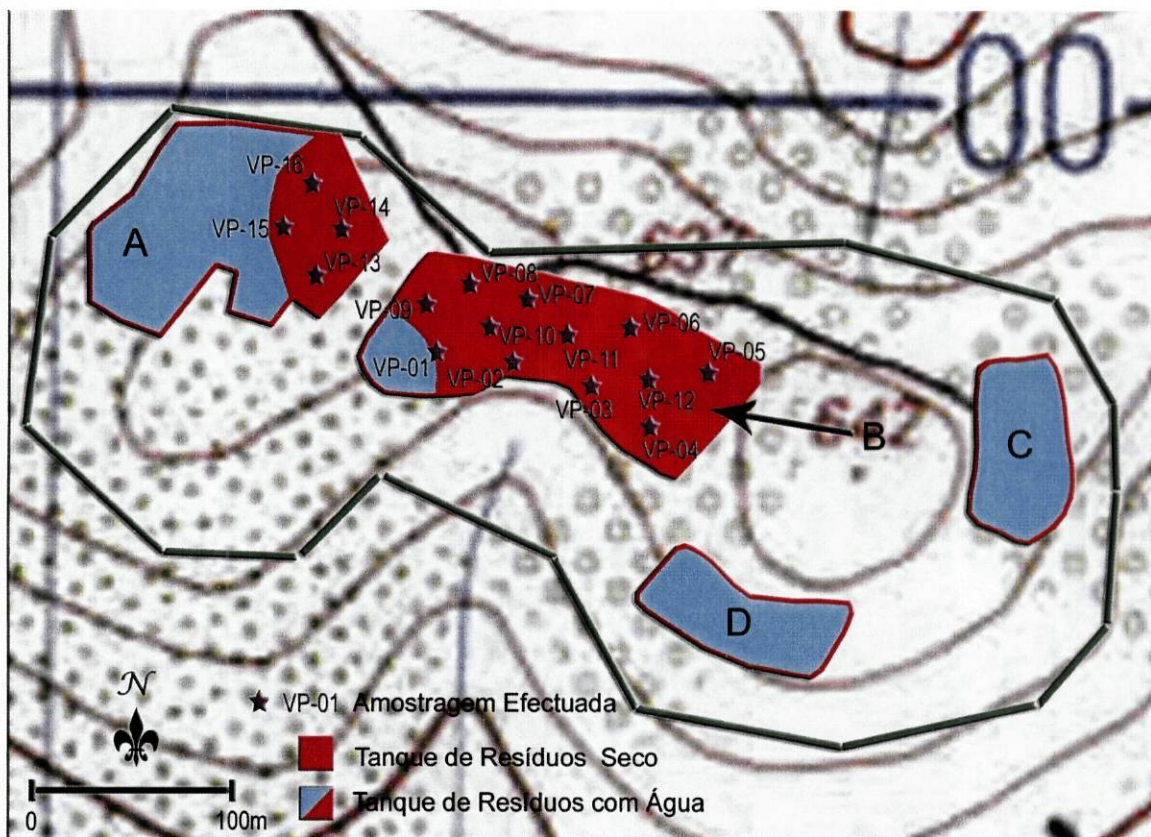 00
VP-16
VP-14
A
VP-15
637
VP-13
VP-08
VP-07
VP-09
VP-10
VP-06
VP-01
VP-11
VP-05
VP-02
VP-12
VP-03
642
B
C
VP-04
D
N
VP-01 Amostragem Efectuada
Tanque de Resíduos Seco
Tanque de Resíduos com Água
0 100m